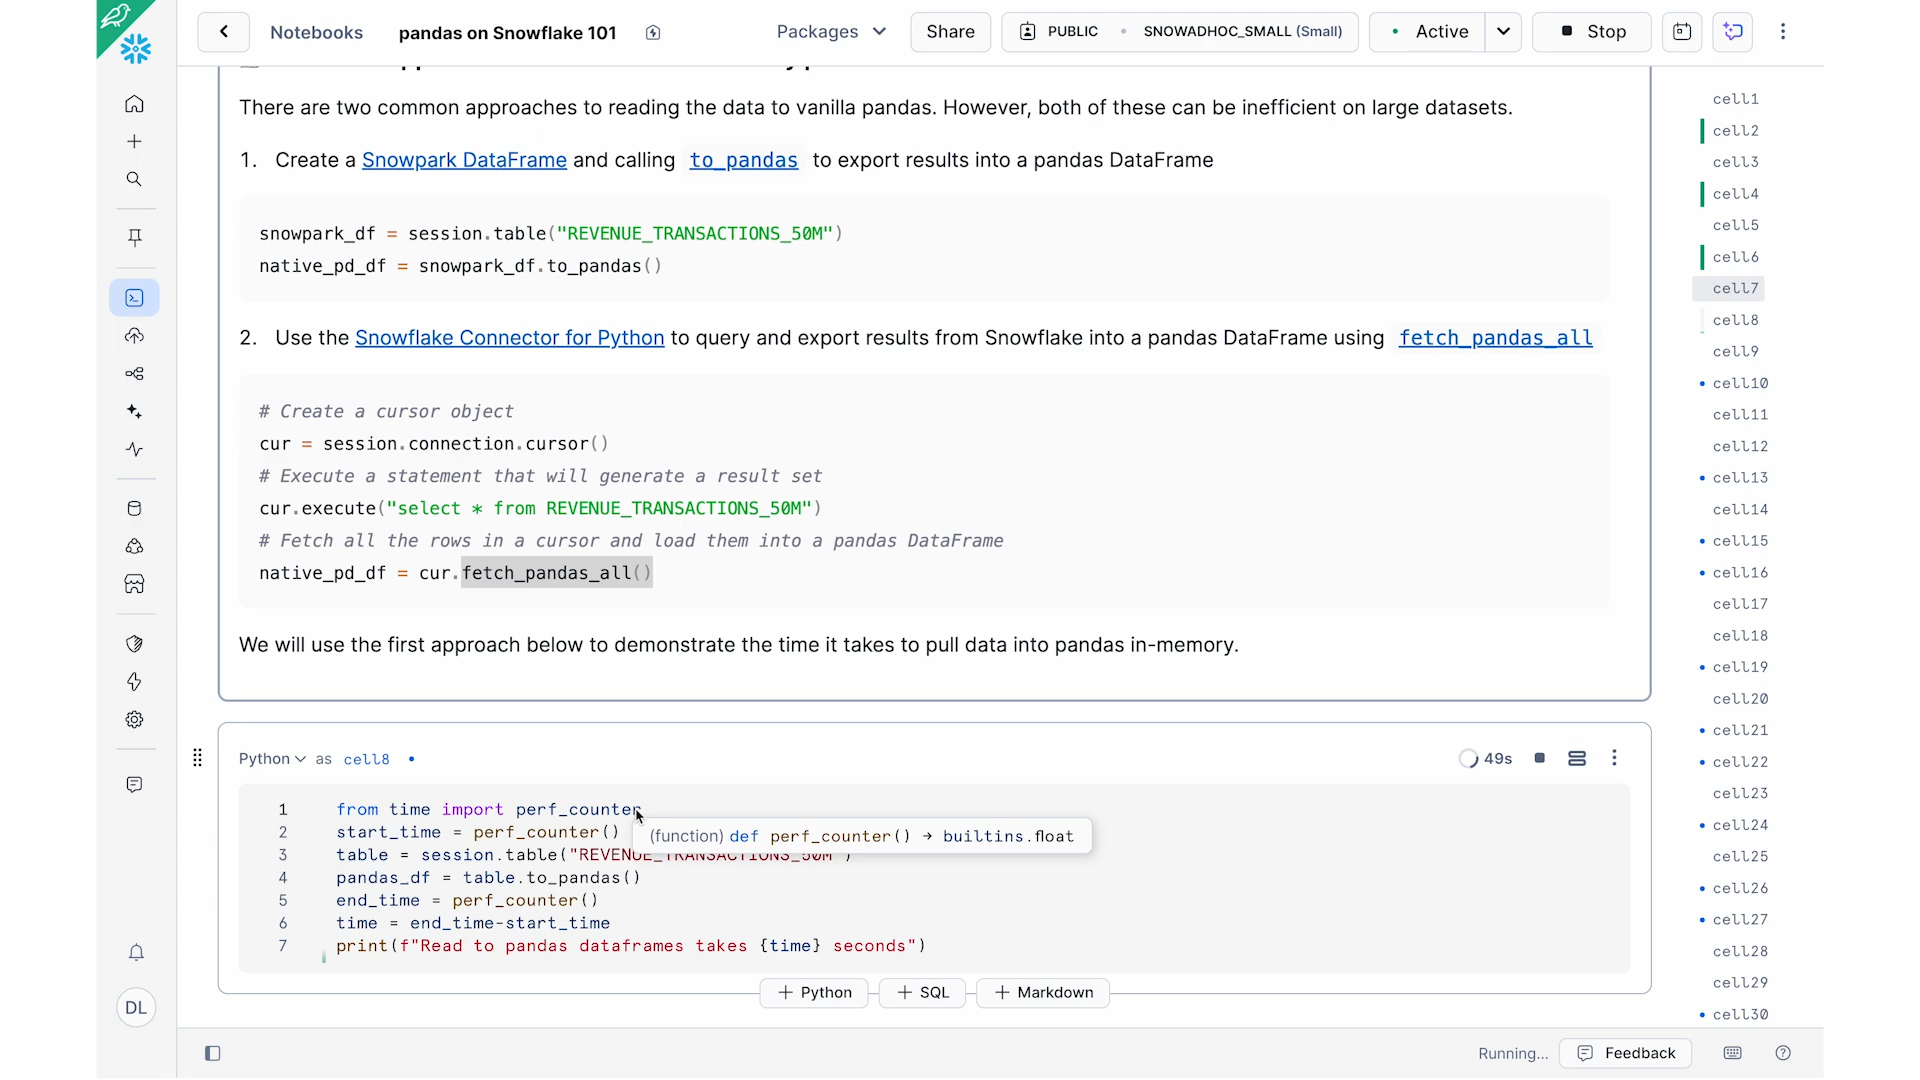 Notebooks
pandas on Snowflake 101
Packages
Share
PUBLIC
SNOWADHOC_SMALL (Small)
Active
Stop
There are two common approaches to reading the data to vanilla pandas. However, both of these can be inefficient on large datasets.
1. Create a Snowpark DataFrame and calling to_pandas to export results into a pandas DataFrame
snowpark_df = session.table("REVENUE_TRANSACTIONS_50M")
native_pd_df = snowpark_df.to_pandas()
2. Use the Snowflake Connector for Python to query and export results from Snowflake into a pandas DataFrame using fetch_pandas_all
# Create a cursor object
cur = session.connection.cursor()
# Execute a statement that will generate a result set
cur.execute("select * from REVENUE_TRANSACTIONS_50M")
# Fetch all the rows in a cursor and load them into a pandas DataFrame
native_pd_df = cur.fetch_pandas_all()
We will use the first approach below to demonstrate the time it takes to pull data into pandas in-memory.
Python as cell8
49s
1 from time import perf_counter
2 start_time = perf_counter()
(function) def perf_counter() → builtins.float
3 table = session.table("REVENUE_TRANSACTIONS_50M")
4 pandas_df = table.to_pandas()
5 end_time = perf_counter()
6 time = end_time-start_time
7 print(f"Read to pandas dataframes takes {time} seconds")
+ Python
+ SQL
+ Markdown
cell1
cell2
cell3
cell4
cell5
cell6
cell7
cell8
cell9
cell10
cell11
cell12
cell13
cell14
cell15
cell16
cell17
cell18
cell19
cell20
cell21
cell22
cell23
cell24
cell25
cell26
cell27
cell28
cell29
cell30
DL
Running...
Feedback